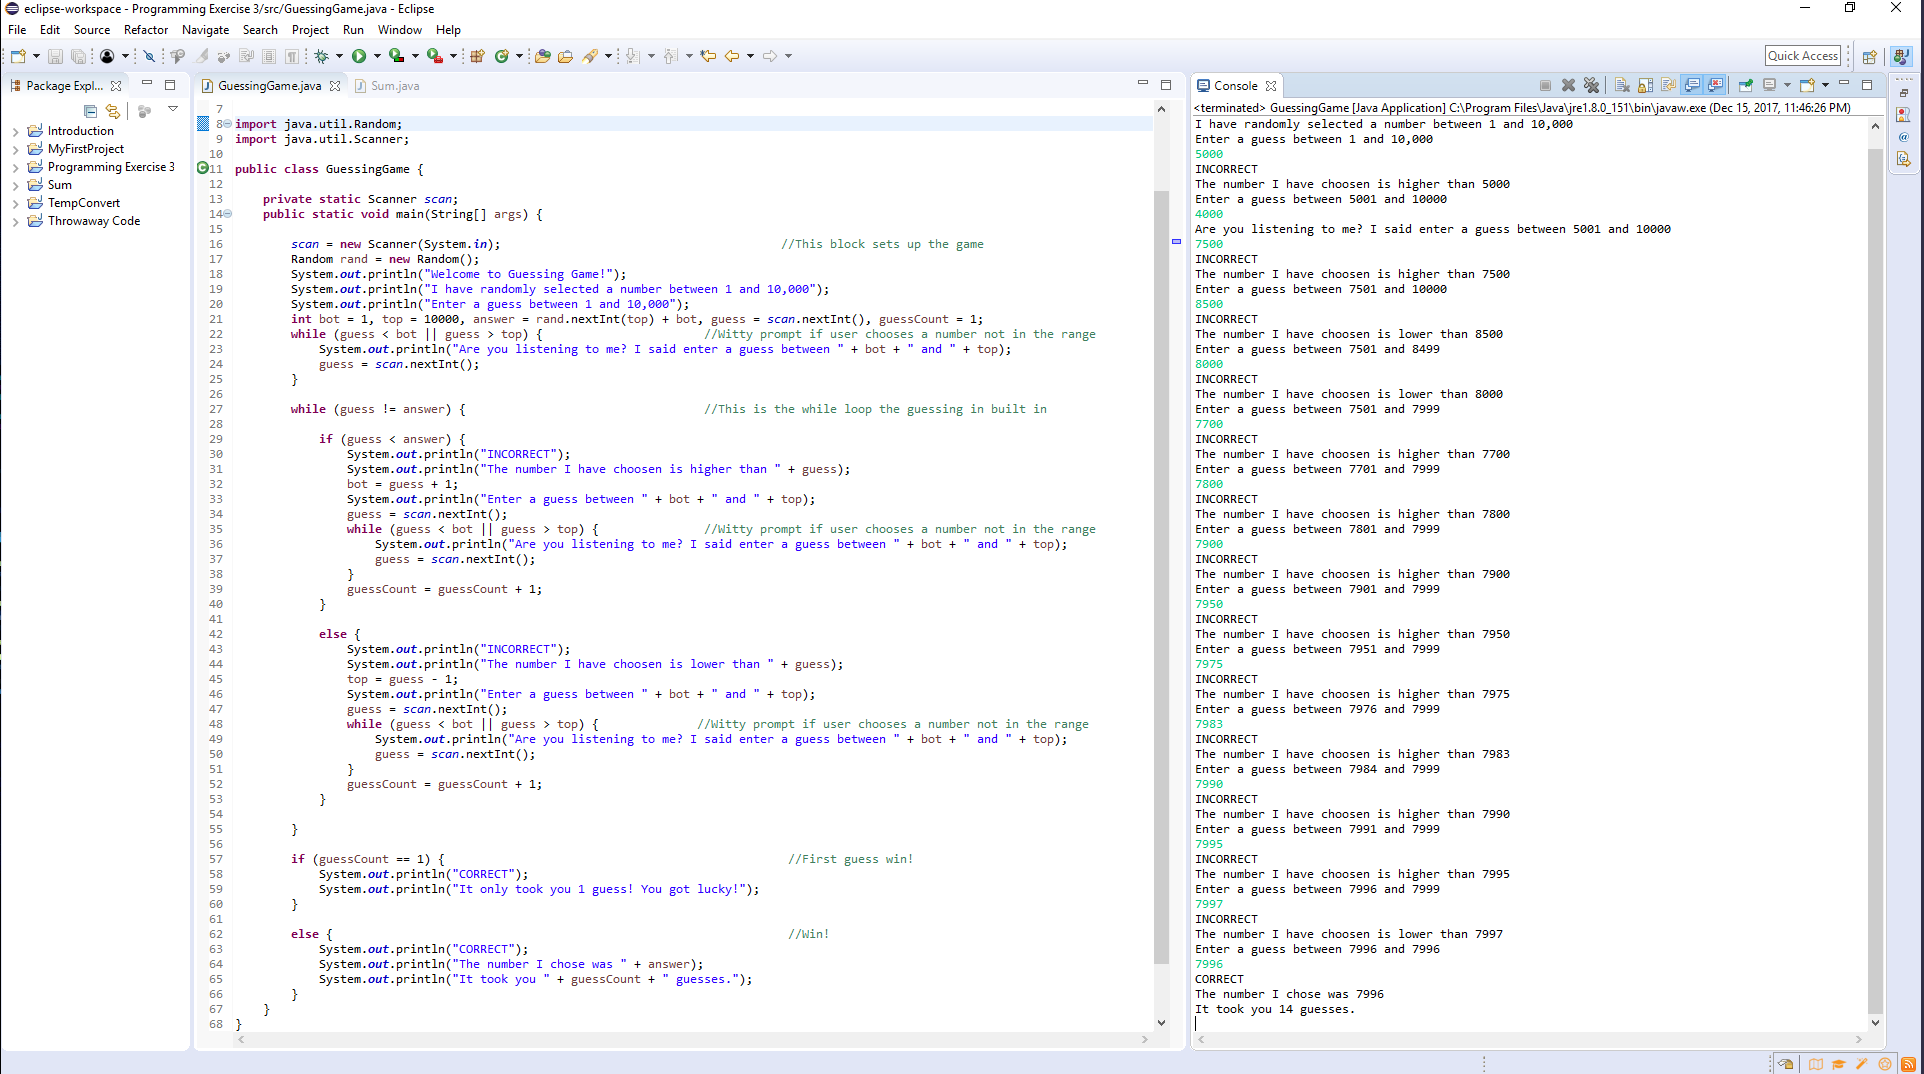 eclipse-workspace - Programming Exercise 3/src/GuessingGame.java - Eclipse
File Edit Source Refactor Navigate Search Project Run Window Help
Quick Access
Package Expl...
Introduction
MyFirstProject
Programming Exercise 3
Sum
TempConvert
Throwaway Code
GuessingGame.java Sum.java
7
8 import java.util.Random;
9 import java.util.Scanner;
10
11 public class GuessingGame {
12
13 private static Scanner scan;
14 public static void main(String[] args) {
15
16 scan = new Scanner(System.in); //This block sets up the game
17 Random rand = new Random();
18 System.out.println("Welcome to Guessing Game!");
19 System.out.println("I have randomly selected a number between 1 and 10,000");
20 System.out.println("Enter a guess between 1 and 10,000");
21 int bot = 1, top = 10000, answer = rand.nextInt(top) + bot, guess = scan.nextInt(), guessCount = 1;
22 while (guess < bot || guess > top) { //Witty prompt if user chooses a number not in the range
23 System.out.println("Are you listening to me? I said enter a guess between " + bot + " and " + top);
24 guess = scan.nextInt();
25 }
26
27 while (guess != answer) { //This is the while loop the guessing in built in
28
29 if (guess < answer) {
30 System.out.println("INCORRECT");
31 System.out.println("The number I have choosen is higher than " + guess);
32 bot = guess + 1;
33 System.out.println("Enter a guess between " + bot + " and " + top);
34 guess = scan.nextInt();
35 while (guess < bot || guess > top) { //Witty prompt if user chooses a number not in the range
36 System.out.println("Are you listening to me? I said enter a guess between " + bot + " and " + top);
37 guess = scan.nextInt();
38 }
39 guessCount = guessCount + 1;
40 }
41
42 else {
43 System.out.println("INCORRECT");
44 System.out.println("The number I have choosen is lower than " + guess);
45 top = guess - 1;
46 System.out.println("Enter a guess between " + bot + " and " + top);
47 guess = scan.nextInt();
48 while (guess < bot || guess > top) { //Witty prompt if user chooses a number not in the range
49 System.out.println("Are you listening to me? I said enter a guess between " + bot + " and " + top);
50 guess = scan.nextInt();
51 }
52 guessCount = guessCount + 1;
53 }
54
55 }
56
57 if (guessCount == 1) { //First guess win!
58 System.out.println("CORRECT");
59 System.out.println("It only took you 1 guess! You got lucky!");
60 }
61
62 else { //Win!
63 System.out.println("CORRECT");
64 System.out.println("The number I chose was " + answer);
65 System.out.println("It took you " + guessCount + " guesses.");
66 }
67 }
68 }
Console
<terminated> GuessingGame [Java Application] C:\Program Files\Java\jre1.8.0_151\bin\javaw.exe (Dec 15, 2017, 11:46:26 PM)
I have randomly selected a number between 1 and 10,000
Enter a guess between 1 and 10,000
5000
INCORRECT
The number I have choosen is higher than 5000
Enter a guess between 5001 and 10000
4000
Are you listening to me? I said enter a guess between 5001 and 10000
7500
INCORRECT
The number I have choosen is higher than 7500
Enter a guess between 7501 and 10000
8500
INCORRECT
The number I have choosen is lower than 8500
Enter a guess between 7501 and 8499
8000
INCORRECT
The number I have choosen is lower than 8000
Enter a guess between 7501 and 7999
7700
INCORRECT
The number I have choosen is higher than 7700
Enter a guess between 7701 and 7999
7800
INCORRECT
The number I have choosen is higher than 7800
Enter a guess between 7801 and 7999
7900
INCORRECT
The number I have choosen is higher than 7900
Enter a guess between 7901 and 7999
7950
INCORRECT
The number I have choosen is higher than 7950
Enter a guess between 7951 and 7999
7975
INCORRECT
The number I have choosen is higher than 7975
Enter a guess between 7976 and 7999
7983
INCORRECT
The number I have choosen is higher than 7983
Enter a guess between 7984 and 7999
7990
INCORRECT
The number I have choosen is higher than 7990
Enter a guess between 7991 and 7999
7995
INCORRECT
The number I have choosen is higher than 7995
Enter a guess between 7996 and 7999
7997
INCORRECT
The number I have choosen is lower than 7997
Enter a guess between 7996 and 7996
7996
CORRECT
The number I chose was 7996
It took you 14 guesses.